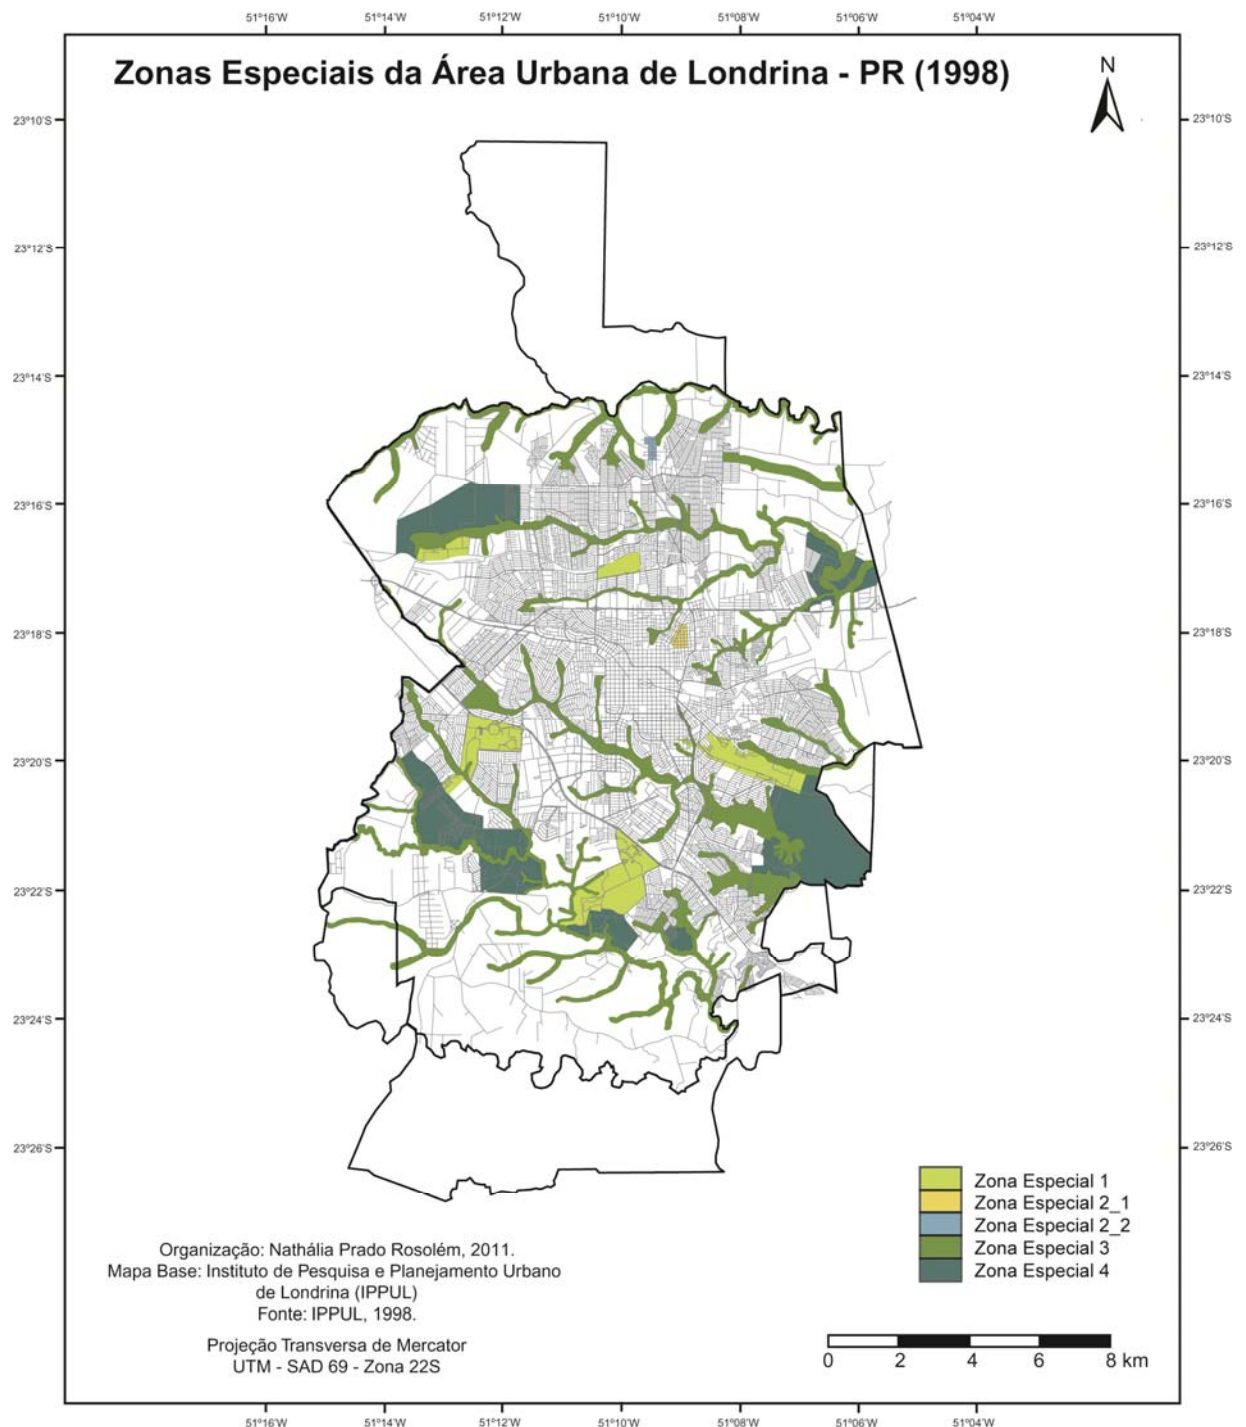 51°16'W 51°14'W 51°12'W 51°10'W 51°08'W 51°06'W 51°04'W
Zonas Especiais da Área Urbana de Londrina - PR (1998)
N
23°10'S 23°10'S
23°12'S 23°12'S
23°14'S 23°14'S
23°16'S 23°16'S
23°18'S 23°18'S
23°20'S 23°20'S
23°22'S 23°22'S
23°24'S 23°24'S
23°26'S 23°26'S
Zona Especial 1
Zona Especial 2_1
Zona Especial 2_2
Zona Especial 3
Zona Especial 4
Organização: Nathália Prado Rosolém, 2011.
Mapa Base: Instituto de Pesquisa e Planejamento Urbano
de Londrina (IPPUL)
Fonte: IPPUL, 1998.
Projeção Transversa de Mercator
UTM - SAD 69 - Zona 22S
0 2 4 6 8 km
51°16'W 51°14'W 51°12'W 51°10'W 51°08'W 51°06'W 51°04'W